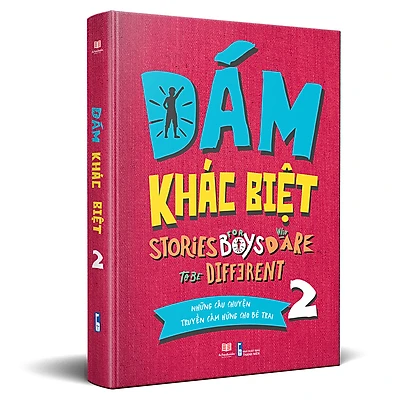 DÁM
KHÁC BIỆT
STORIES FOR BOYS WHO DARE
TO BE DIFFERENT
2
NHỮNG CÂU CHUYỆN
TRUYỀN CẢM HỨNG CHO BÉ TRAI
DÁM
KHÁC
BIỆT
2